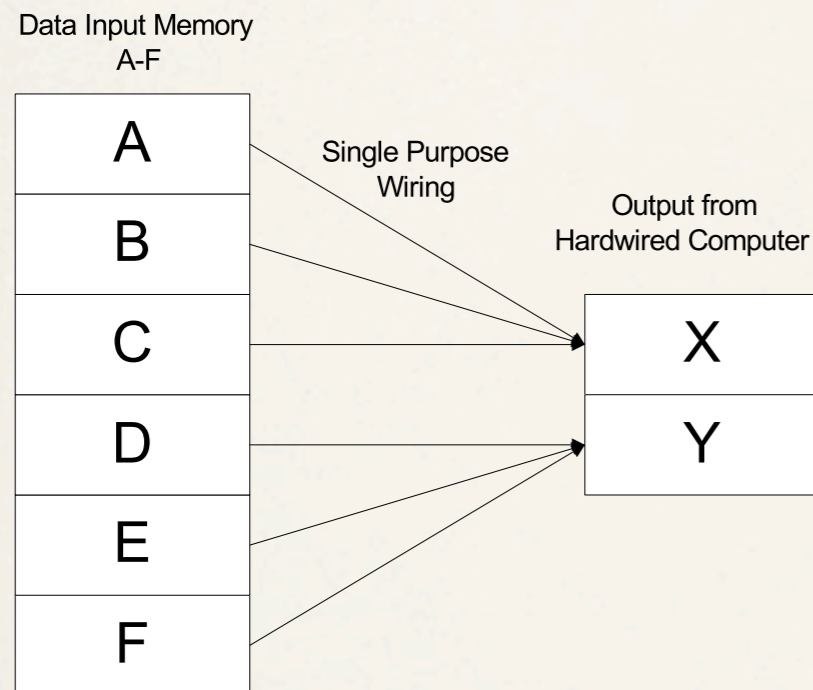 Data Input Memory
A-F
A
B
C
D
E
F
Single Purpose
Wiring
Output from
Hardwired Computer
X
Y